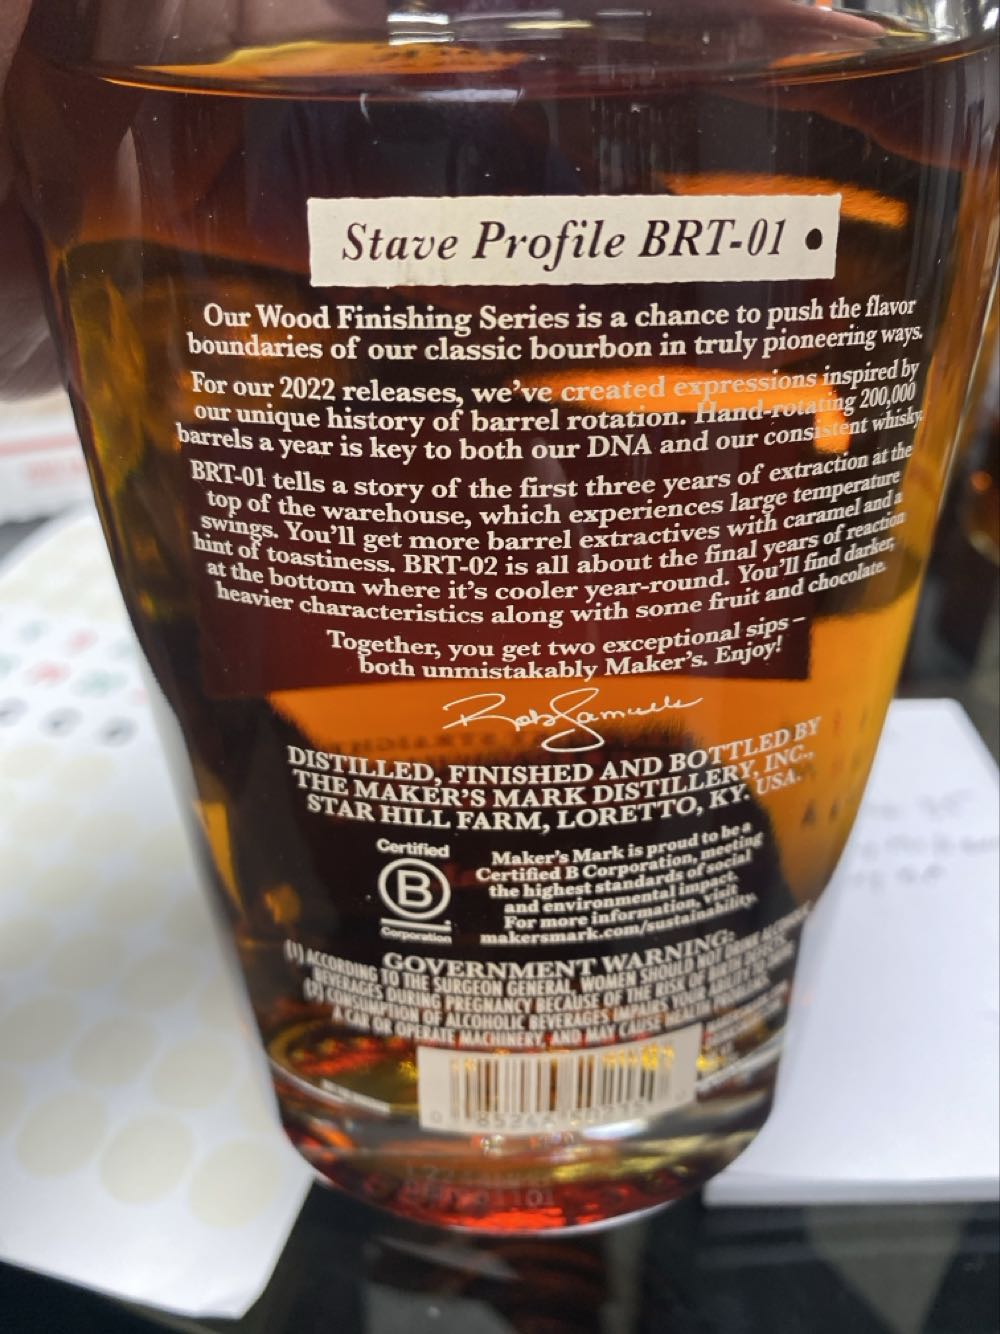 Stave Profile BRT-01 •
Our Wood Finishing Series is a chance to push the flavor
boundaries of our classic bourbon in truly pioneering ways.
For our 2022 releases, we've created expressions inspired by
our unique history of barrel rotation. Hand-rotating 200,000
barrels a year is key to both our DNA and our consistent whisky.
BRT-01 tells a story of the first three years of extraction at the
top of the warehouse, which experiences large temperature
swings. You'll get more barrel extractives with caramel and a
hint of toastiness. BRT-02 is all about the final years of reaction
at the bottom where it's cooler year-round. You'll find darker,
heavier characteristics along with some fruit and chocolate.
Together, you get two exceptional sips –
both unmistakably Maker's. Enjoy!
Rob Samuels
DISTILLED, FINISHED AND BOTTLED BY
THE MAKER'S MARK DISTILLERY, INC.,
STAR HILL FARM, LORETTO, KY. USA.
Certified
B
Corporation
Maker's Mark is proud to be a
Certified B Corporation, meeting
the highest standards of social
and environmental impact.
For more information, visit
makersmark.com/sustainability.
GOVERNMENT WARNING:
(1) ACCORDING TO THE SURGEON GENERAL, WOMEN SHOULD NOT DRINK ALCOHOLIC
BEVERAGES DURING PREGNANCY BECAUSE OF THE RISK OF BIRTH DEFECTS.
(2) CONSUMPTION OF ALCOHOLIC BEVERAGES IMPAIRS YOUR ABILITY TO DRIVE
A CAR OR OPERATE MACHINERY, AND MAY CAUSE HEALTH PROBLEMS.